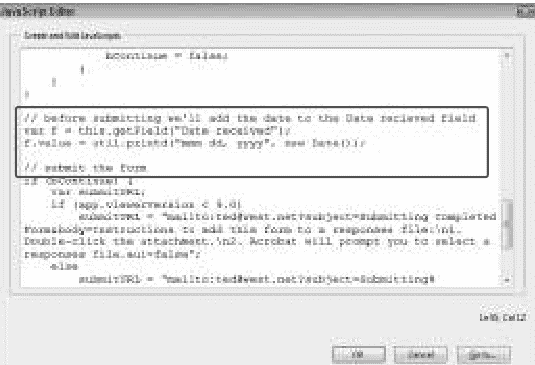 JavaScript Editor
Create and Edit JavaScripts
bContinue = false;
}
}
}
// before submitting we'll add the date to the Date recieved field
var f = this.getField("Date received");
f.value = util.printd("mmm dd, yyyy", new Date());
// submit the form
if (bContinue) {
var submitURL;
if (app.viewerVersion < 9.0)
submitURL = "mailto:ted@west.net?subject=Submitting Completed
Form&body=Instructions to add this form to a responses file:\n1.
Double-click the attachment.\n2. Acrobat will prompt you to select a
responses file.&ui=false";
else
submitURL = "mailto:ted@west.net?subject=Submitting%
Cancel
Go to...